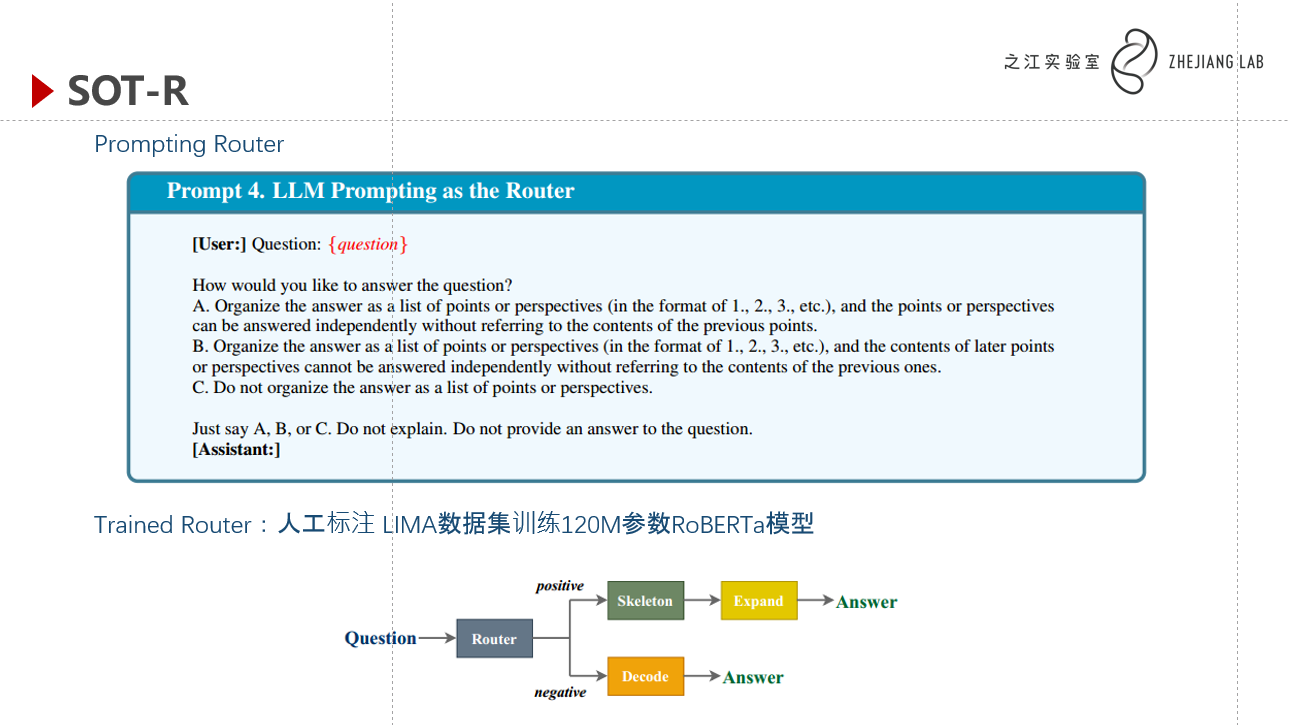 之江实验室 ZHEJIANG LAB
SOT-R
Prompting Router
Prompt 4. LLM Prompting as the Router
[User:] Question: {question}
How would you like to answer the question?
A. Organize the answer as a list of points or perspectives (in the format of 1., 2., 3., etc.), and the points or perspectives
can be answered independently without referring to the contents of the previous points.
B. Organize the answer as a list of points or perspectives (in the format of 1., 2., 3., etc.), and the contents of later points
or perspectives cannot be answered independently without referring to the contents of the previous ones.
C. Do not organize the answer as a list of points or perspectives.
Just say A, B, or C. Do not explain. Do not provide an answer to the question.
[Assistant:]
Trained Router：人工标注 LIMA数据集训练120M参数RoBERTa模型
positive
Skeleton
Expand
Answer
Question
Router
Decode
Answer
negative